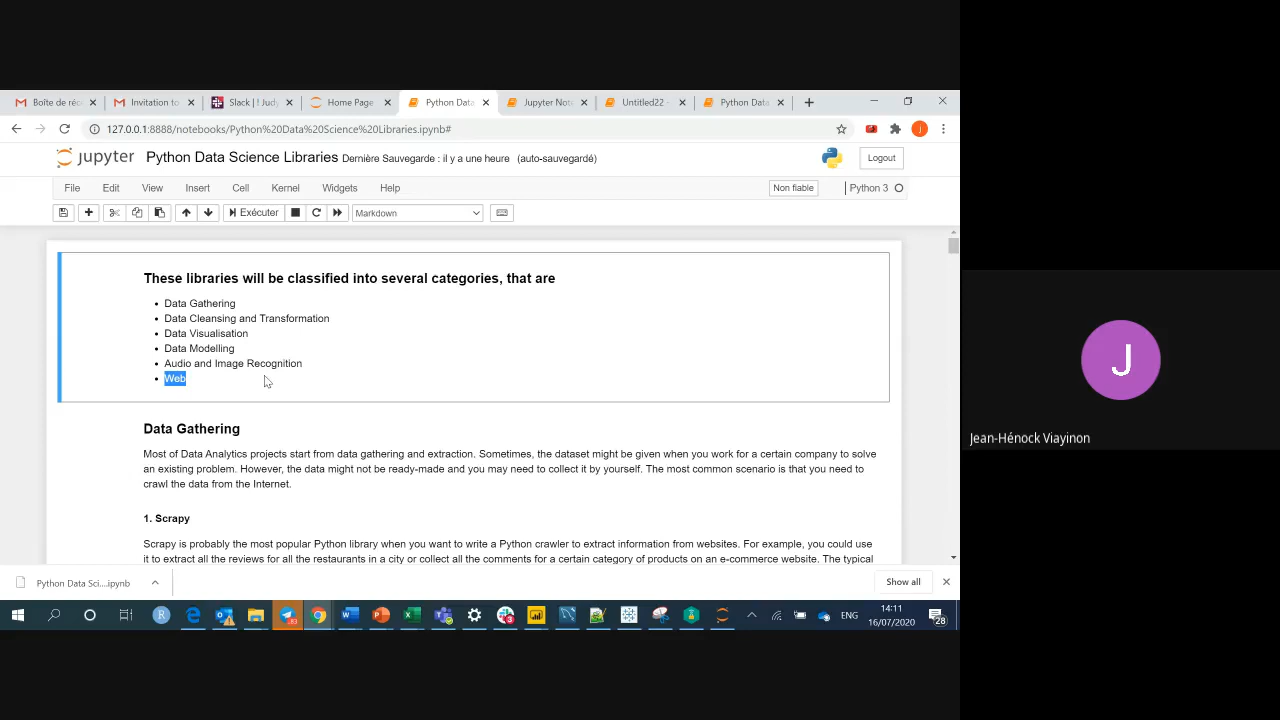 Boîte de réc
Invitation to
Slack | ! Judy
Home Page
Python Data
Jupyter Not
Untitled22 -
Python Data
127.0.0.1:8888/notebooks/Python%20Data%20Science%20Libraries.ipynb#
j
jupyter
Python Data Science Libraries Dernière Sauvegarde : il y a une heure (auto-sauvegardé)
Logout
File Edit View Insert Cell Kernel Widgets Help
Non fiable
Python 3
Exécuter
Markdown
These libraries will be classified into several categories, that are
• Data Gathering
• Data Cleansing and Transformation
• Data Visualisation
• Data Modelling
• Audio and Image Recognition
• Web
Data Gathering
Most of Data Analytics projects start from data gathering and extraction. Sometimes, the dataset might be given when you work for a certain company to solve
an existing problem. However, the data might not be ready-made and you may need to collect it by yourself. The most common scenario is that you need to
crawl the data from the Internet.
1. Scrapy
Scrapy is probably the most popular Python library when you want to write a Python crawler to extract information from websites. For example, you could use
it to extract all the reviews for all the restaurants in a city or collect all the comments for a certain category of products on an e-commerce website. The typical
J
Jean-Hénock Viayinon
Python Data Sci....ipynb
Show all
ENG
14:11
16/07/2020
28